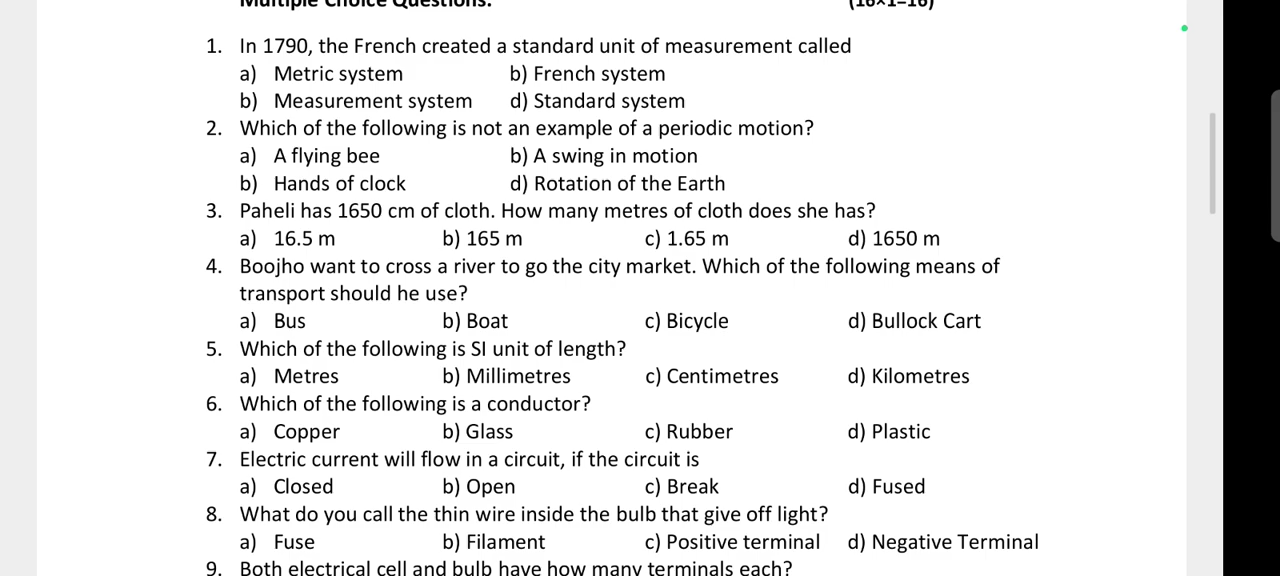 Multiple Choice Questions. (16×1=16)
1. In 1790, the French created a standard unit of measurement called
a) Metric system b) French system
b) Measurement system d) Standard system
2. Which of the following is not an example of a periodic motion?
a) A flying bee b) A swing in motion
b) Hands of clock d) Rotation of the Earth
3. Paheli has 1650 cm of cloth. How many metres of cloth does she has?
a) 16.5 m b) 165 m c) 1.65 m d) 1650 m
4. Boojho want to cross a river to go the city market. Which of the following means of
transport should he use?
a) Bus b) Boat c) Bicycle d) Bullock Cart
5. Which of the following is SI unit of length?
a) Metres b) Millimetres c) Centimetres d) Kilometres
6. Which of the following is a conductor?
a) Copper b) Glass c) Rubber d) Plastic
7. Electric current will flow in a circuit, if the circuit is
a) Closed b) Open c) Break d) Fused
8. What do you call the thin wire inside the bulb that give off light?
a) Fuse b) Filament c) Positive terminal d) Negative Terminal
9. Both electrical cell and bulb have how many terminals each?